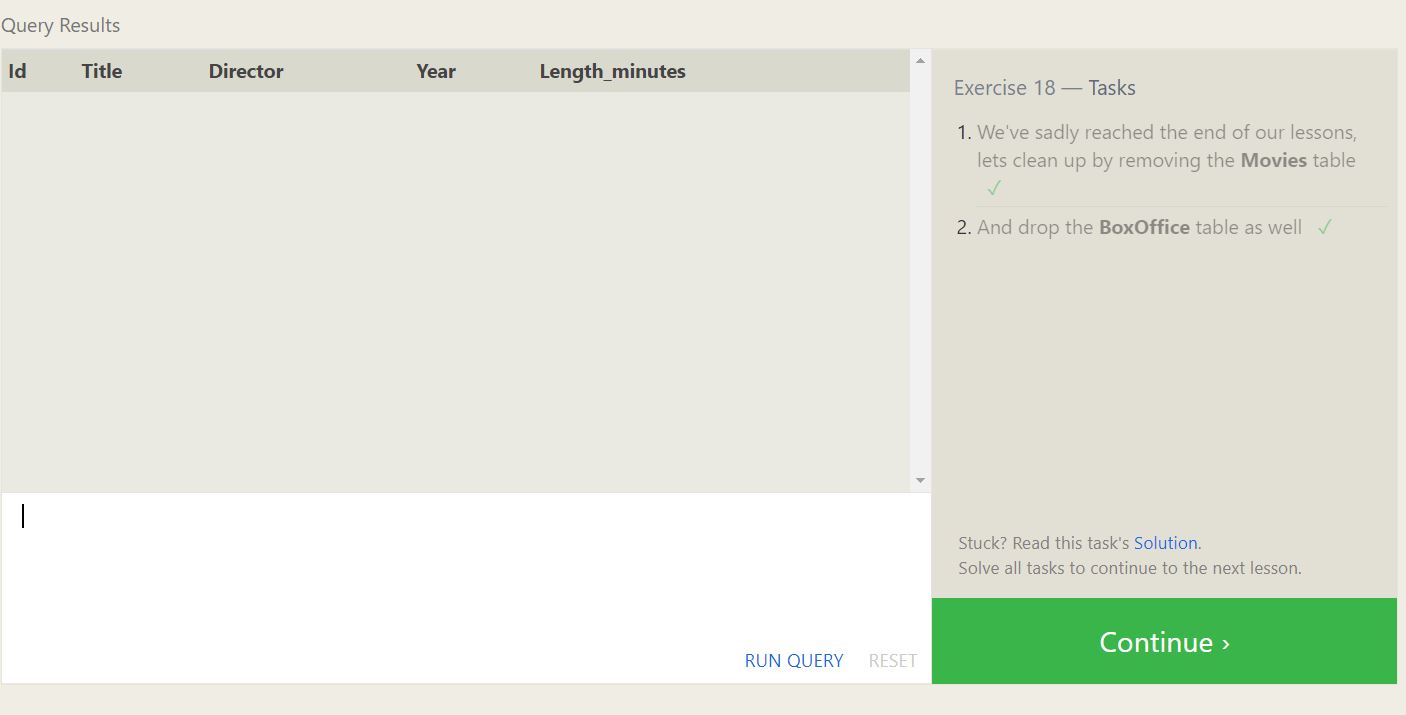 Query Results
Id Title Director Year Length_minutes
Exercise 18 — Tasks
1. We've sadly reached the end of our lessons,
lets clean up by removing the Movies table
✓
2. And drop the BoxOffice table as well ✓
Stuck? Read this task's Solution.
Solve all tasks to continue to the next lesson.
RUN QUERY RESET
Continue ›